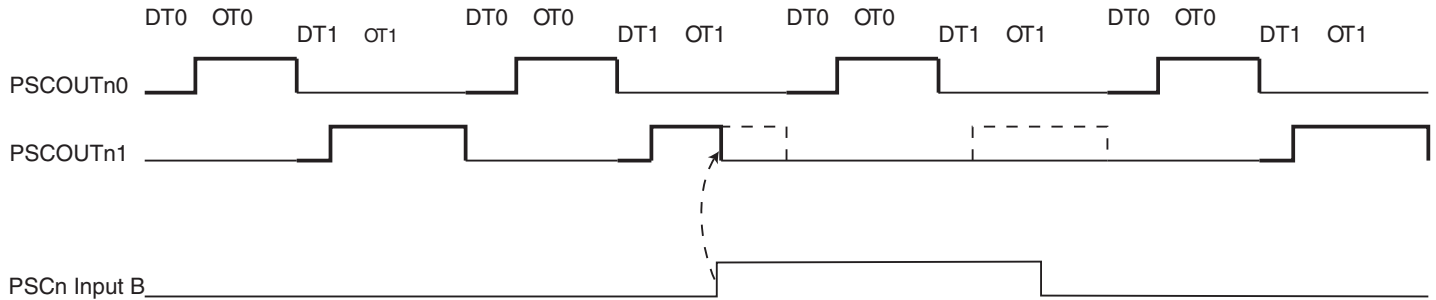 DT0 OT0 DT0 OT0 DT0 OT0 DT0 OT0
DT1 OT1 DT1 OT1 DT1 OT1 DT1 OT1
PSCOUTn0
PSCOUTn1
PSCn Input B